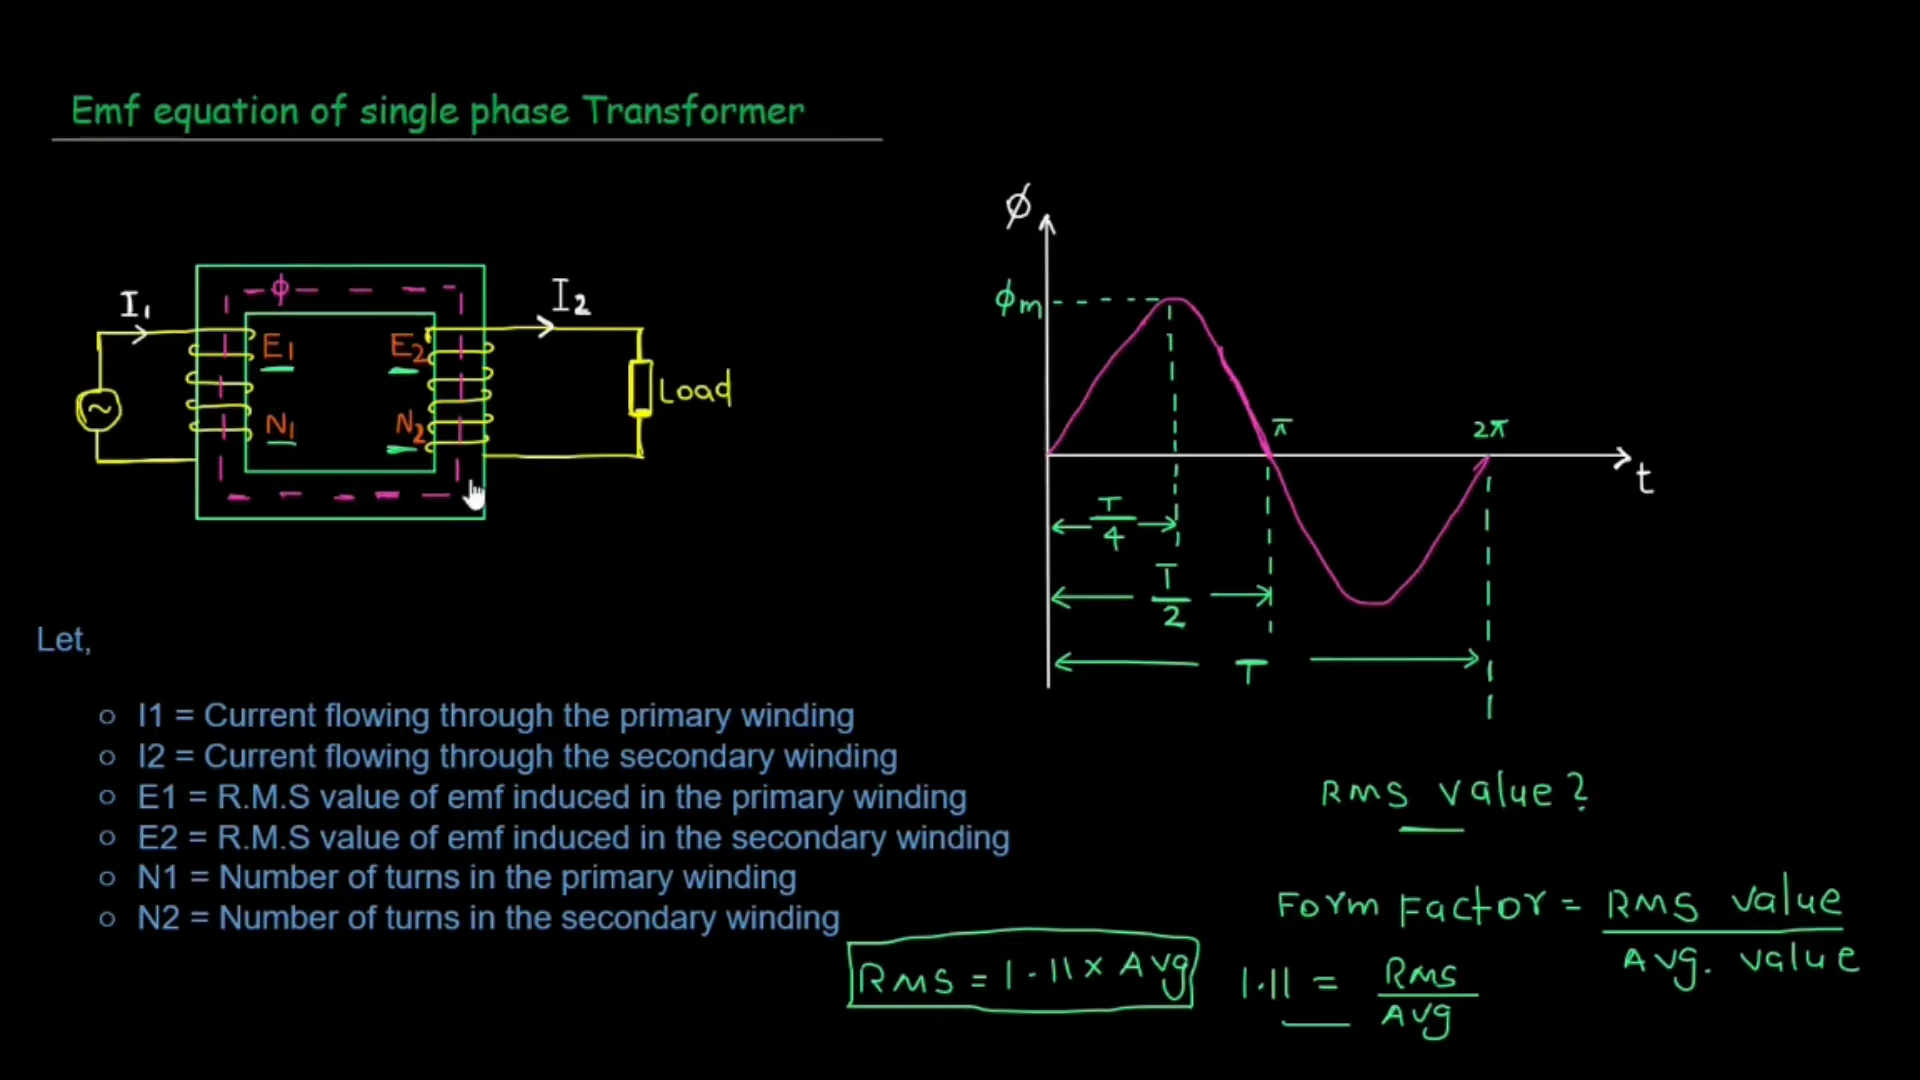 Emf equation of single phase Transformer
I1
ϕ
I2
E1
E2
Load
~
N1
N2
ϕ
ϕm
π
2π
t
T/4
T/2
T
Let,
○ I1 = Current flowing through the primary winding
○ I2 = Current flowing through the secondary winding
○ E1 = R.M.S value of emf induced in the primary winding
○ E2 = R.M.S value of emf induced in the secondary winding
○ N1 = Number of turns in the primary winding
○ N2 = Number of turns in the secondary winding
RMS value?
Form Factor = RMS value / Avg. value
1.11 = RMS / Avg
RMS = 1.11 x Avg